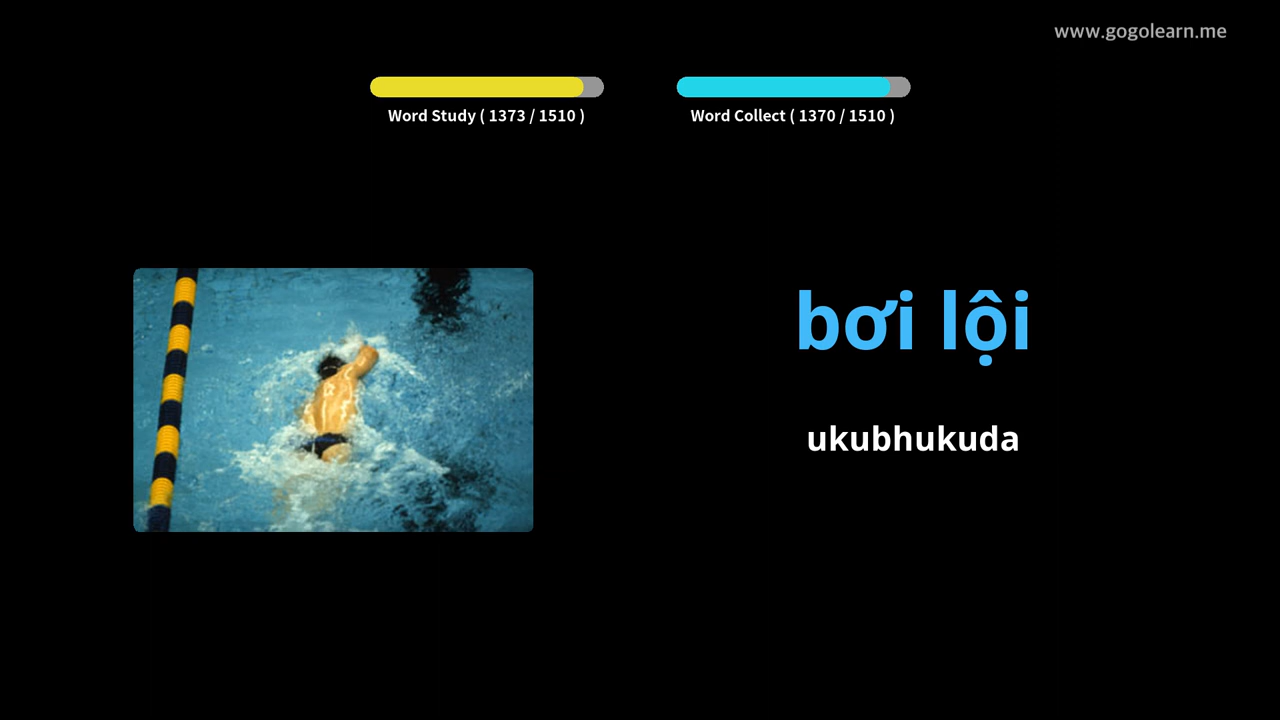 www.gogolearn.me
Word Study ( 1373 / 1510 )
Word Collect ( 1370 / 1510 )
bơi lội
ukubhukuda